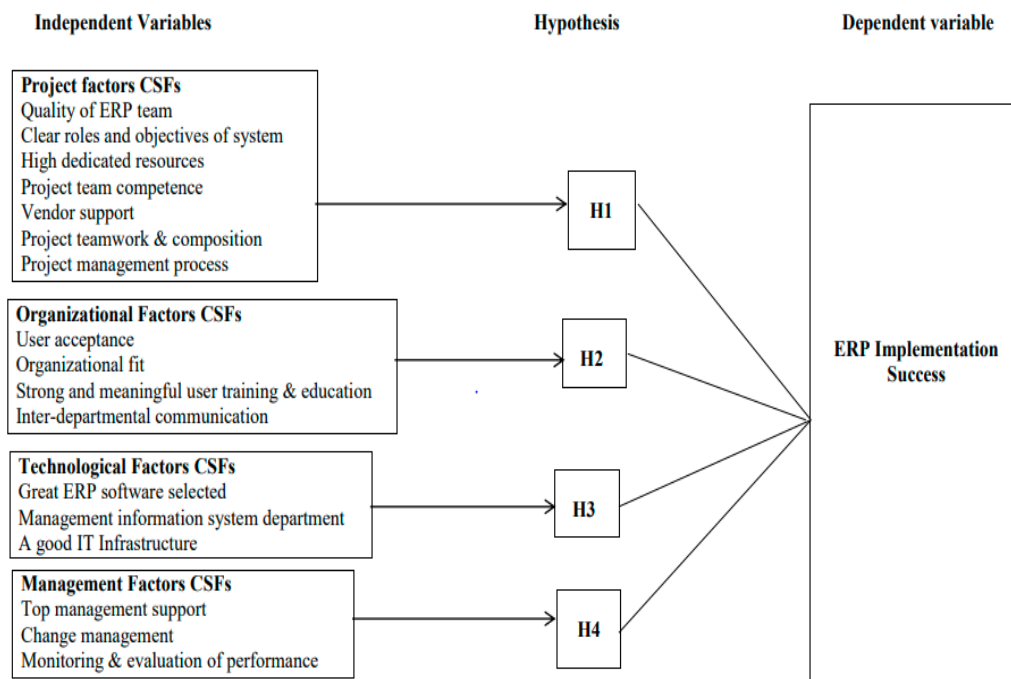 Independent Variables
Hypothesis
Dependent variable
Project factors CSFs
Quality of ERP team
Clear roles and objectives of system
High dedicated resources
Project team competence
Vendor support
Project teamwork & composition
Project management process
H1
Organizational Factors CSFs
User acceptance
Organizational fit
Strong and meaningful user training & education
Inter-departmental communication
H2
Technological Factors CSFs
Great ERP software selected
Management information system department
A good IT Infrastructure
H3
Management Factors CSFs
Top management support
Change management
Monitoring & evaluation of performance
H4
ERP Implementation
Success